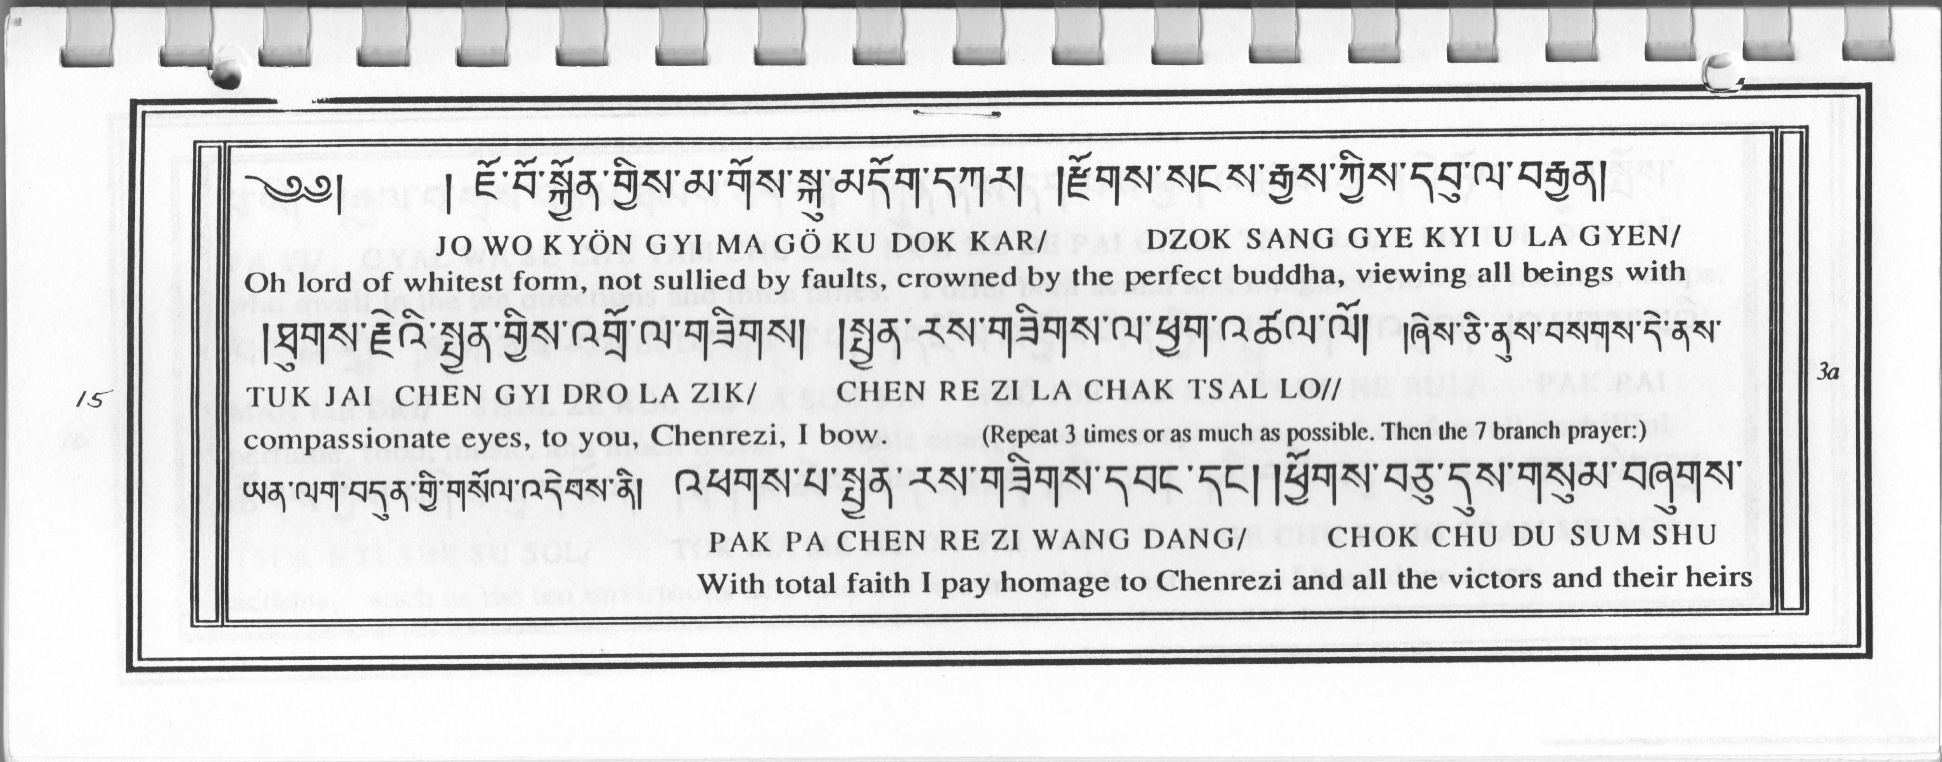 ༄༅། །ཇོ་བོ་སྐྱོན་གྱིས་མ་གོས་སྐུ་མདོག་དཀར། །རྫོགས་སངས་རྒྱས་ཀྱིས་དབུ་ལ་བརྒྱན།
JO WO KYÖN GYI MA GÖ KU DOK KAR/ DZOK SANG GYE KYI U LA GYEN/
Oh lord of whitest form, not sullied by faults, crowned by the perfect buddha, viewing all beings with
།ཐུགས་རྗེའི་སྤྱན་གྱིས་འགྲོ་ལ་གཟིགས། །སྤྱན་རས་གཟིགས་ལ་ཕྱག་འཚལ་ལོ། །ཞེས་ཅི་ནུས་བསགས་དེ་ནས་
15
3a
TUK JAI CHEN GYI DRO LA ZIK/ CHEN RE ZI LA CHAK TSAL LO//
compassionate eyes, to you, Chenrezi, I bow. (Repeat 3 times or as much as possible. Then the 7 branch prayer:)
ཡན་ལག་བདུན་གྱི་གསོལ་འདེབས་ནི། འཕགས་པ་སྤྱན་རས་གཟིགས་དབང་དང་། །ཕྱོགས་བཅུ་དུས་གསུམ་བཞུགས་
PAK PA CHEN RE ZI WANG DANG/ CHOK CHU DU SUM SHU
With total faith I pay homage to Chenrezi and all the victors and their heirs